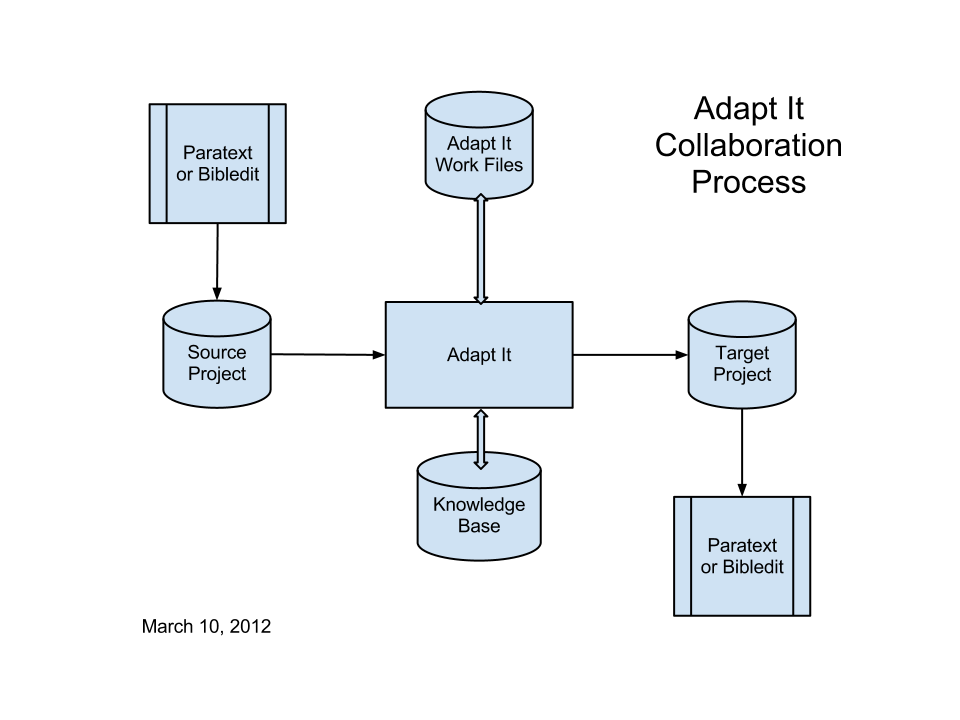 Adapt It
Collaboration
Process
Paratext
or Bibledit
Adapt It
Work Files
Source
Project
Adapt It
Target
Project
Knowledge
Base
Paratext
or Bibledit
March 10, 2012